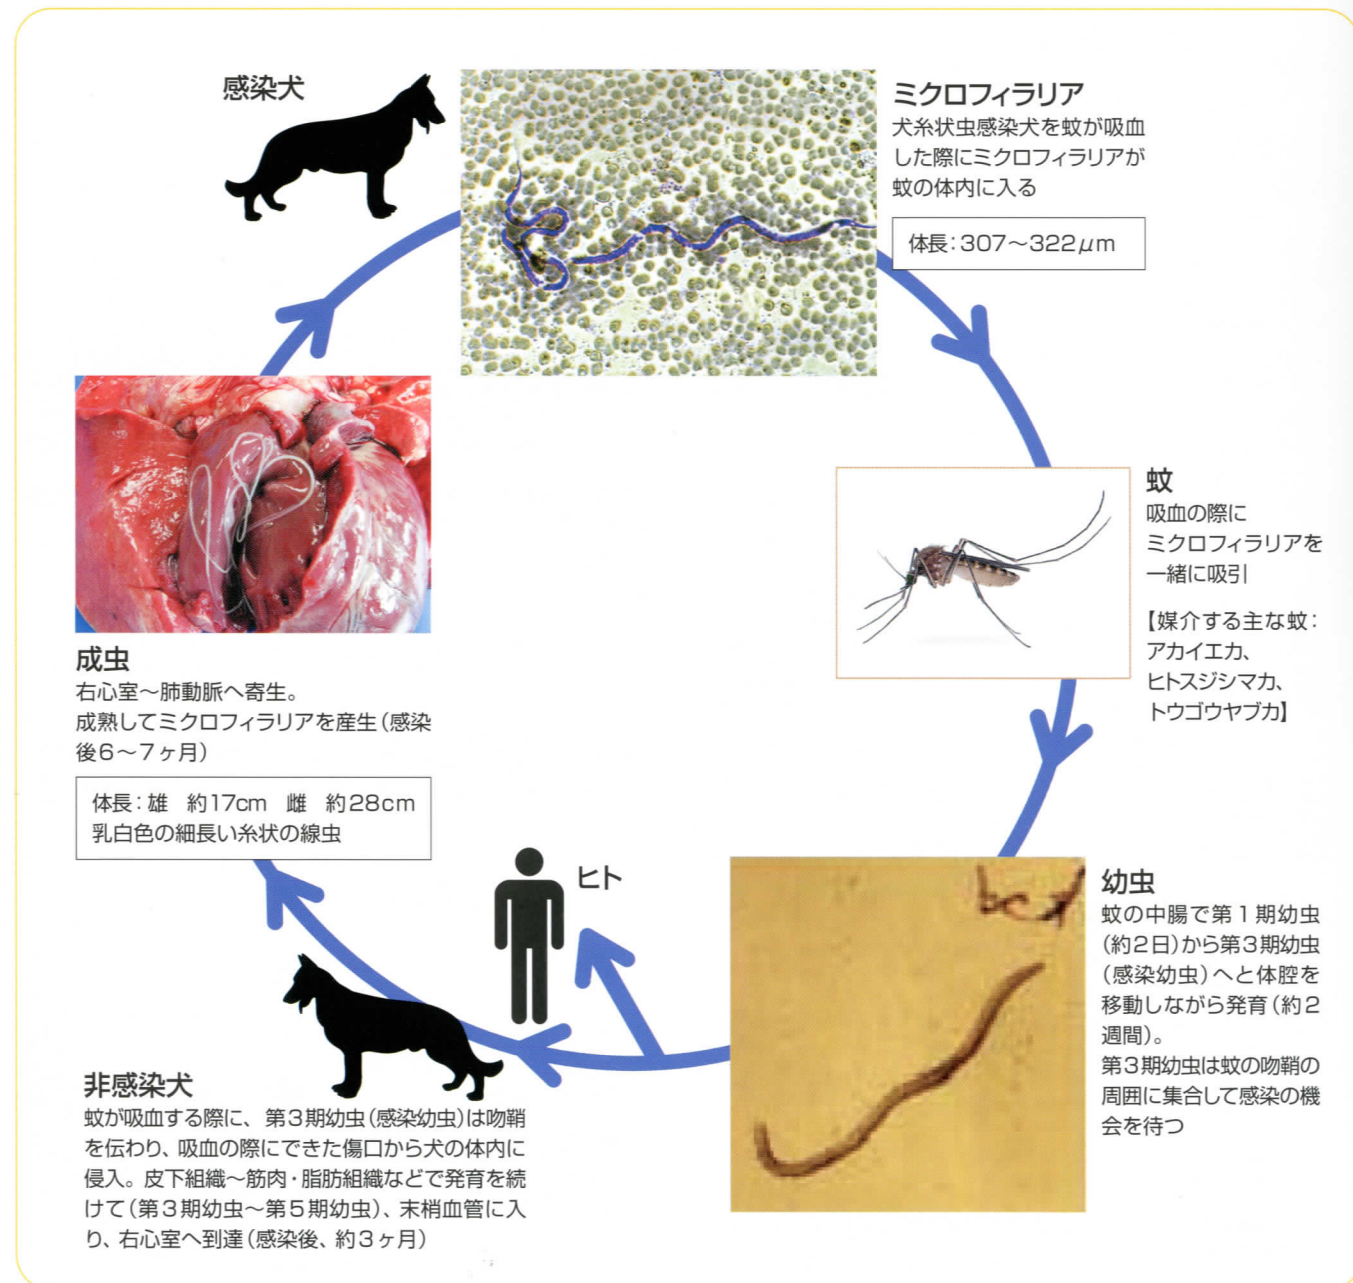 感染犬
ミクロフィラリア
犬糸状虫感染犬を蚊が吸血
した際にミクロフィラリアが
蚊の体内に入る
体長：307～322μm
蚊
吸血の際に
ミクロフィラリアを
一緒に吸引
【媒介する主な蚊：
アカイエカ、
ヒトスジシマカ、
トウゴウヤブカ】
幼虫
蚊の中腸で第1期幼虫
（約2日）から第3期幼虫
（感染幼虫）へと体腔を
移動しながら発育（約2
週間）。
第3期幼虫は蚊の吻鞘の
周囲に集合して感染の機
会を待つ
ヒト
非感染犬
蚊が吸血する際に、第3期幼虫（感染幼虫）は吻鞘
を伝わり、吸血の際にできた傷口から犬の体内に
侵入。皮下組織～筋肉・脂肪組織などで発育を続
けて（第3期幼虫～第5期幼虫）、末梢血管に入
り、右心室へ到達（感染後、約3ヶ月）
成虫
右心室～肺動脈へ寄生。
成熟してミクロフィラリアを産生（感染
後6～7ヶ月）
体長：雄　約17cm　雌　約28cm
乳白色の細長い糸状の線虫